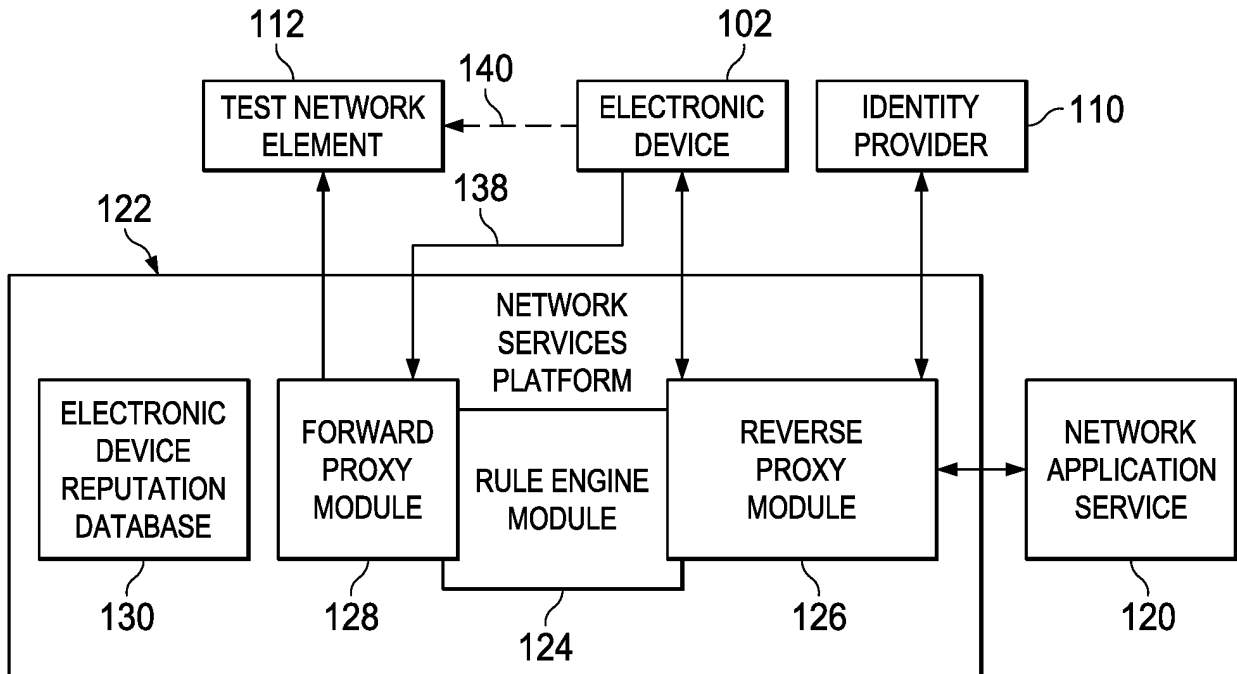 112
102
140
TEST NETWORK
ELEMENT
ELECTRONIC
DEVICE
IDENTITY
PROVIDER
110
138
122
NETWORK
SERVICES
PLATFORM
ELECTRONIC
DEVICE
REPUTATION
DATABASE
FORWARD
PROXY
MODULE
RULE ENGINE
MODULE
REVERSE
PROXY
MODULE
NETWORK
APPLICATION
SERVICE
130
128
124
126
120